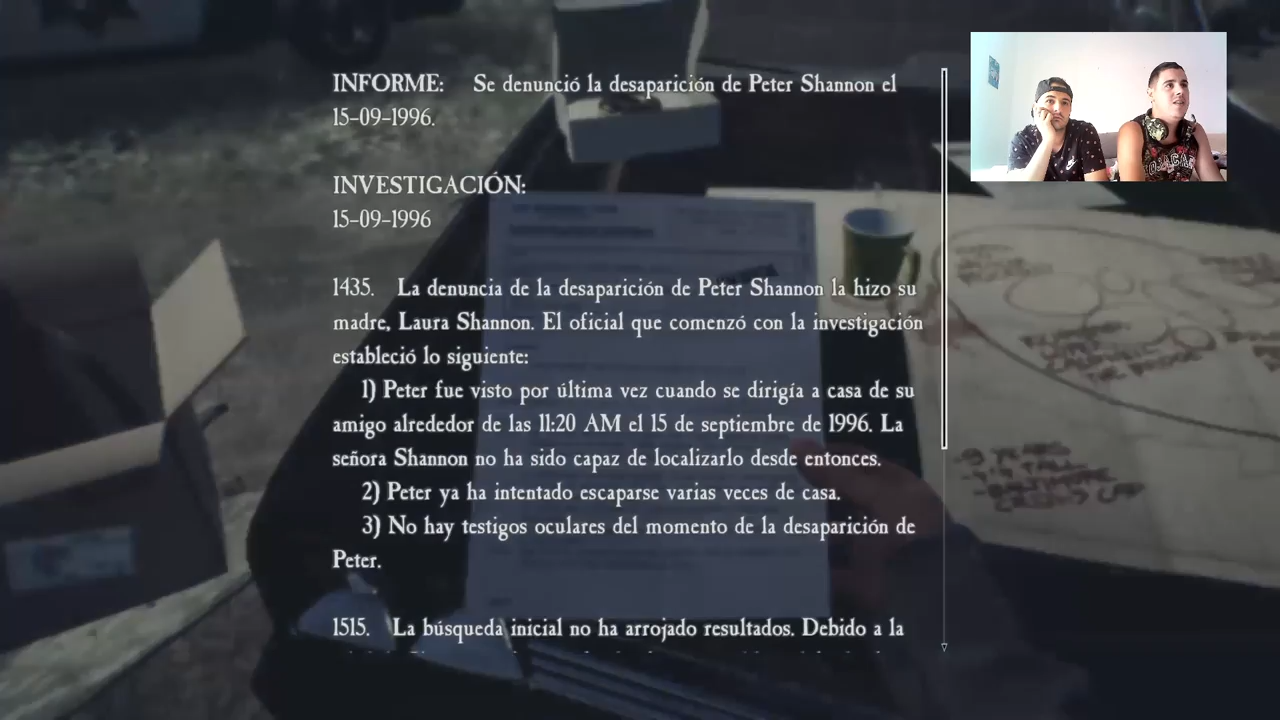 INFORME: Se denunció la desaparición de Peter Shannon el
15-09-1996.
INVESTIGACIÓN:
15-09-1996
1435. La denuncia de la desaparición de Peter Shannon la hizo su
madre, Laura Shannon. El oficial que comenzó con la investigación
estableció lo siguiente:
1) Peter fue visto por última vez cuando se dirigía a casa de su
amigo alrededor de las 11:20 AM el 15 de septiembre de 1996. La
señora Shannon no ha sido capaz de localizarlo desde entonces.
2) Peter ya ha intentado escaparse varias veces de casa.
3) No hay testigos oculares del momento de la desaparición de
Peter.
1515. La búsqueda inicial no ha arrojado resultados. Debido a la